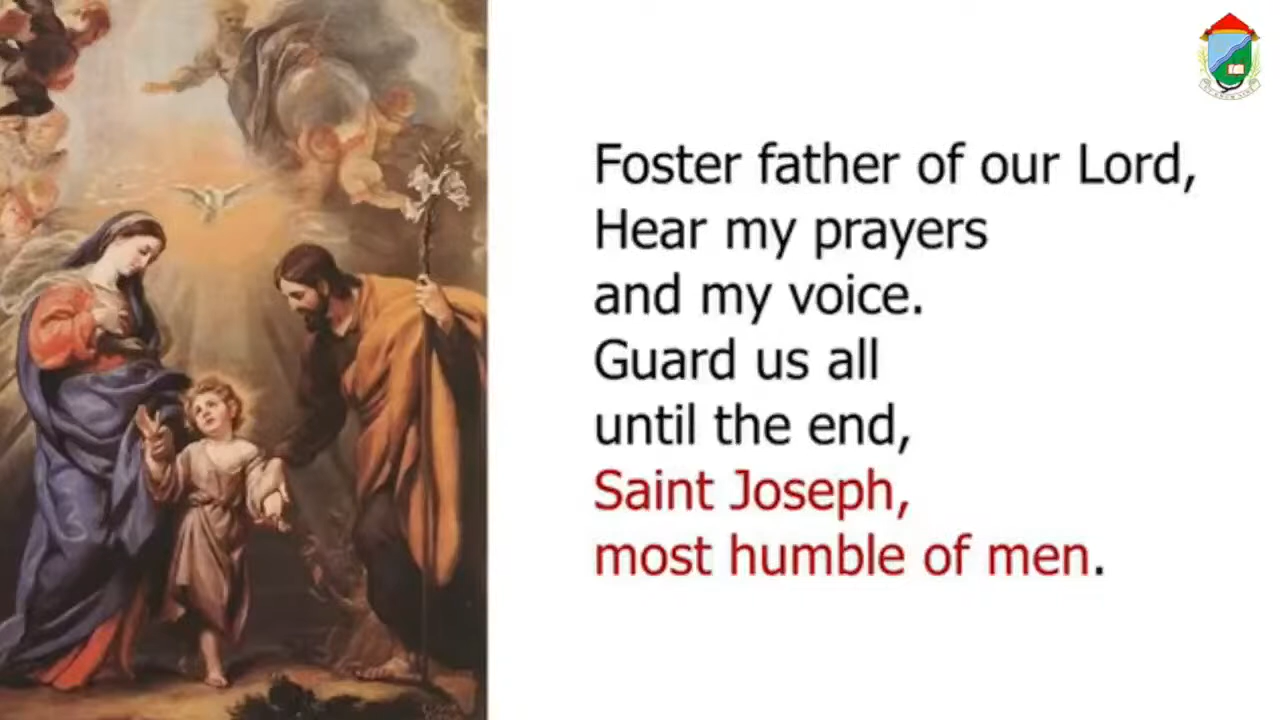 Foster father of our Lord,
Hear my prayers
and my voice.
Guard us all
until the end,
Saint Joseph,
most humble of men.